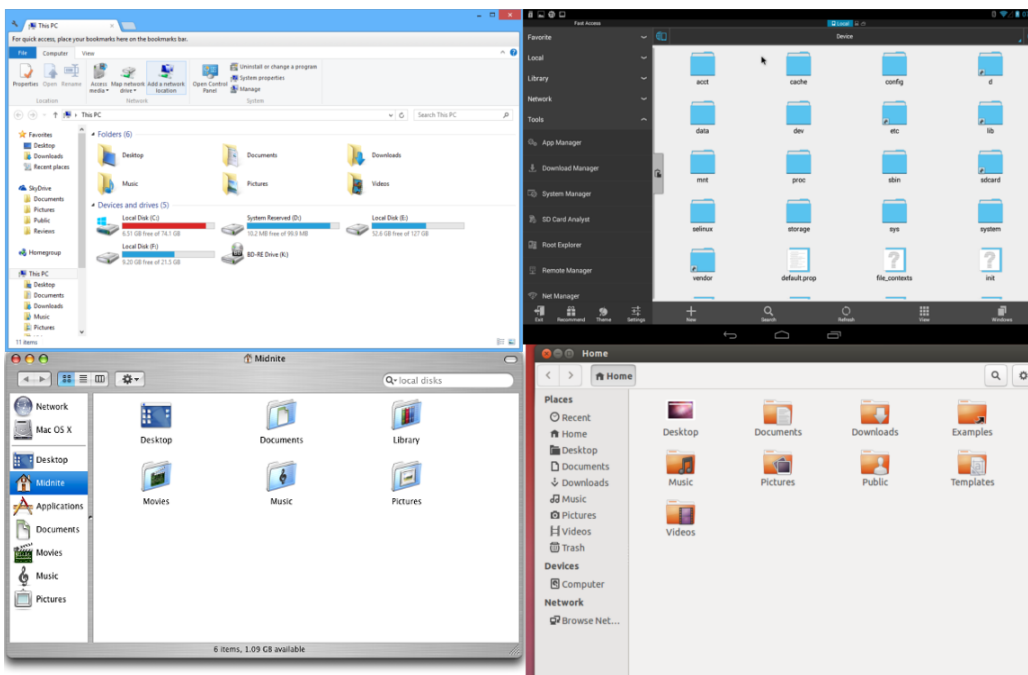 This PC
For quick access, place your bookmarks here on the bookmarks bar.
File Computer View
Properties Open Rename Access media Map network drive Add a network location Open Control Panel
Uninstall or change a program
System properties
Manage
Location Network System
This PC
Search This PC
Favorites
Desktop
Downloads
Recent places
SkyDrive
Documents
Pictures
Public
Reviews
Homegroup
This PC
Desktop
Documents
Downloads
Music
Pictures
Folders (6)
Desktop Documents Downloads
Music Pictures Videos
Devices and drives (5)
Local Disk (C:) System Reserved (D:) Local Disk (E:)
6.51 GB free of 74.1 GB 10.2 MB free of 99.9 MB 52.6 GB free of 127 GB
Local Disk (F:) BD-RE Drive (K:)
9.20 GB free of 21.5 GB
11 items
Fast Access
Local
Favorite
Local
Library
Network
Tools
App Manager
Download Manager
System Manager
SD Card Analyst
Root Explorer
Remote Manager
Net Manager
Exit Recommend Theme Settings
Device
acct cache config d
data dev etc lib
mnt proc sbin sdcard
selinux storage sys system
vendor default.prop file_contexts init
New Search Refresh View Windows
Midnite
local disks
Network
Mac OS X
Desktop
Midnite
Applications
Documents
Movies
Music
Pictures
Desktop Documents Library
Movies Music Pictures
6 items, 1.09 GB available
Home
Home
Places
Recent
Home
Desktop
Documents
Downloads
Music
Pictures
Videos
Trash
Devices
Computer
Network
Browse Net...
Desktop Documents Downloads Examples
Music Pictures Public Templates
Videos